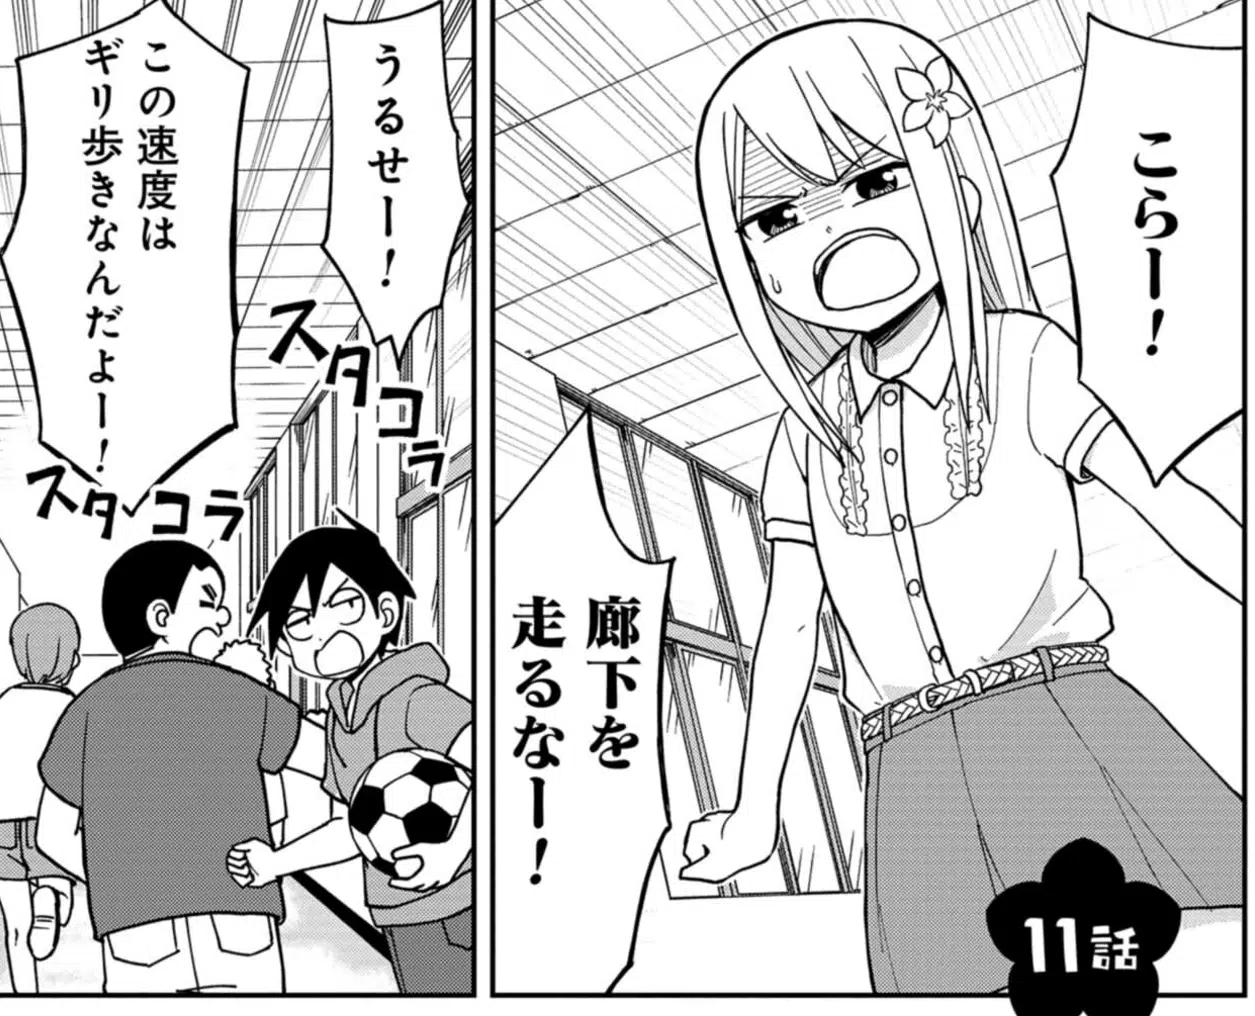 こらー!
廊下を
走るなー!
11話
うるせー!
スタコラ
この速度は
ギリ歩きなんだよー!
スタコラ